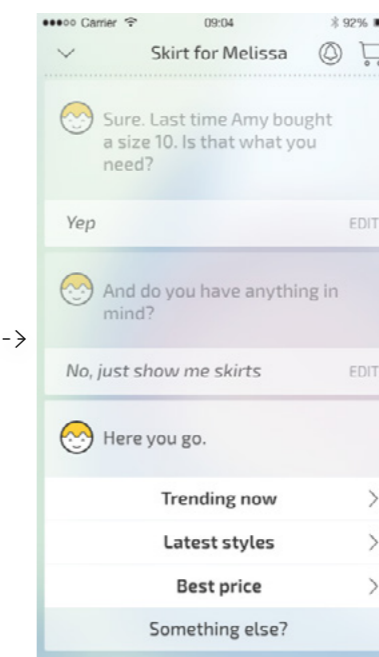 Carrier 09:04 92%
Skirt for Melissa
Sure. Last time Amy bought
a size 10. Is that what you
need?
Yep EDIT
And do you have anything in
mind?
No, just show me skirts EDIT
Here you go.
Trending now
Latest styles
Best price
Something else?